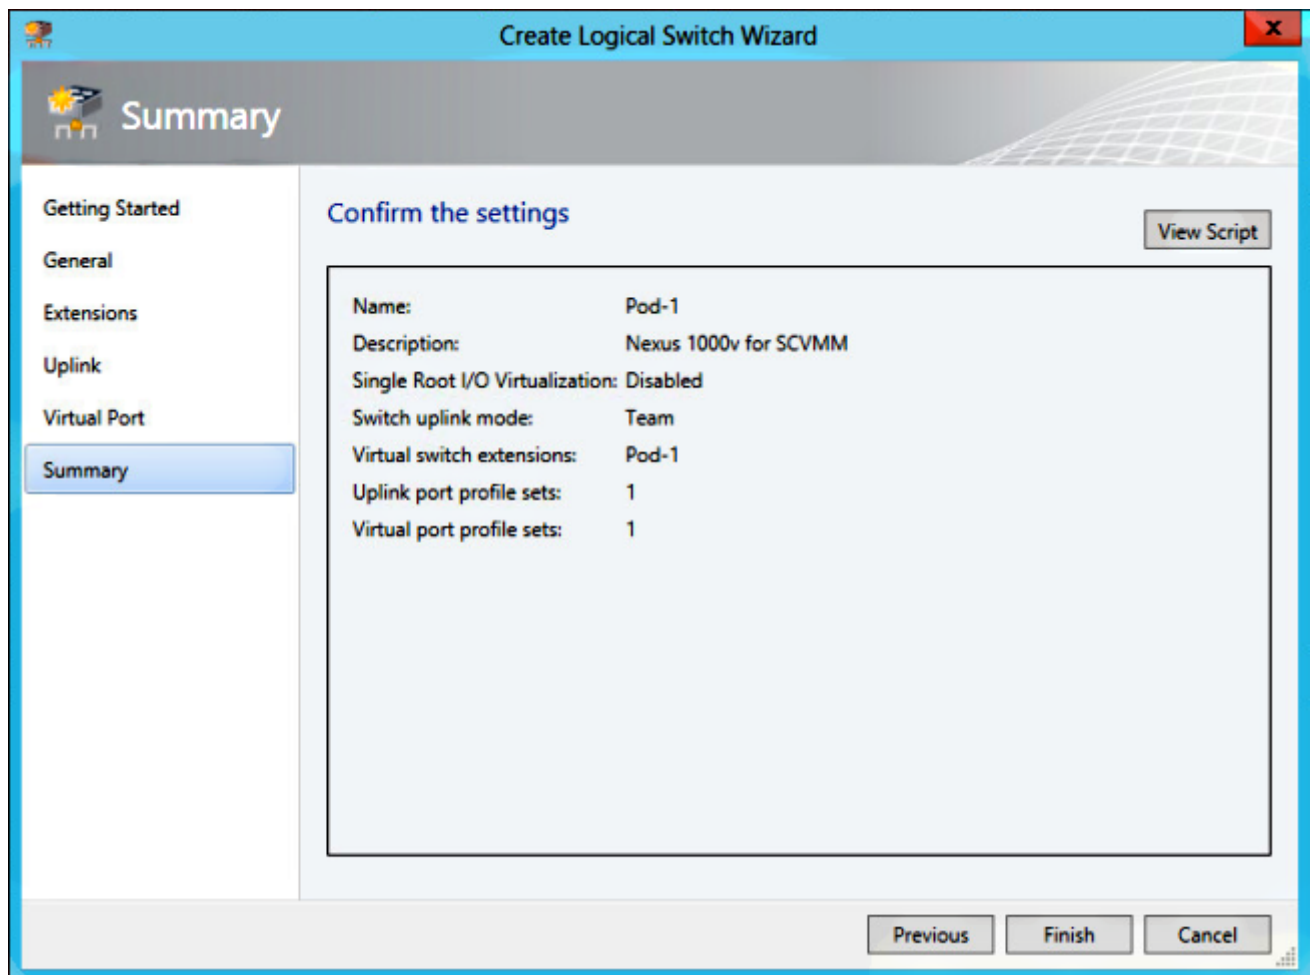 Create Logical Switch Wizard
x
Summary
Getting Started
General
Extensions
Uplink
Virtual Port
Summary
Confirm the settings
View Script
Name: Pod-1
Description: Nexus 1000v for SCVMM
Single Root I/O Virtualization: Disabled
Switch uplink mode: Team
Virtual switch extensions: Pod-1
Uplink port profile sets: 1
Virtual port profile sets: 1
Previous Finish Cancel